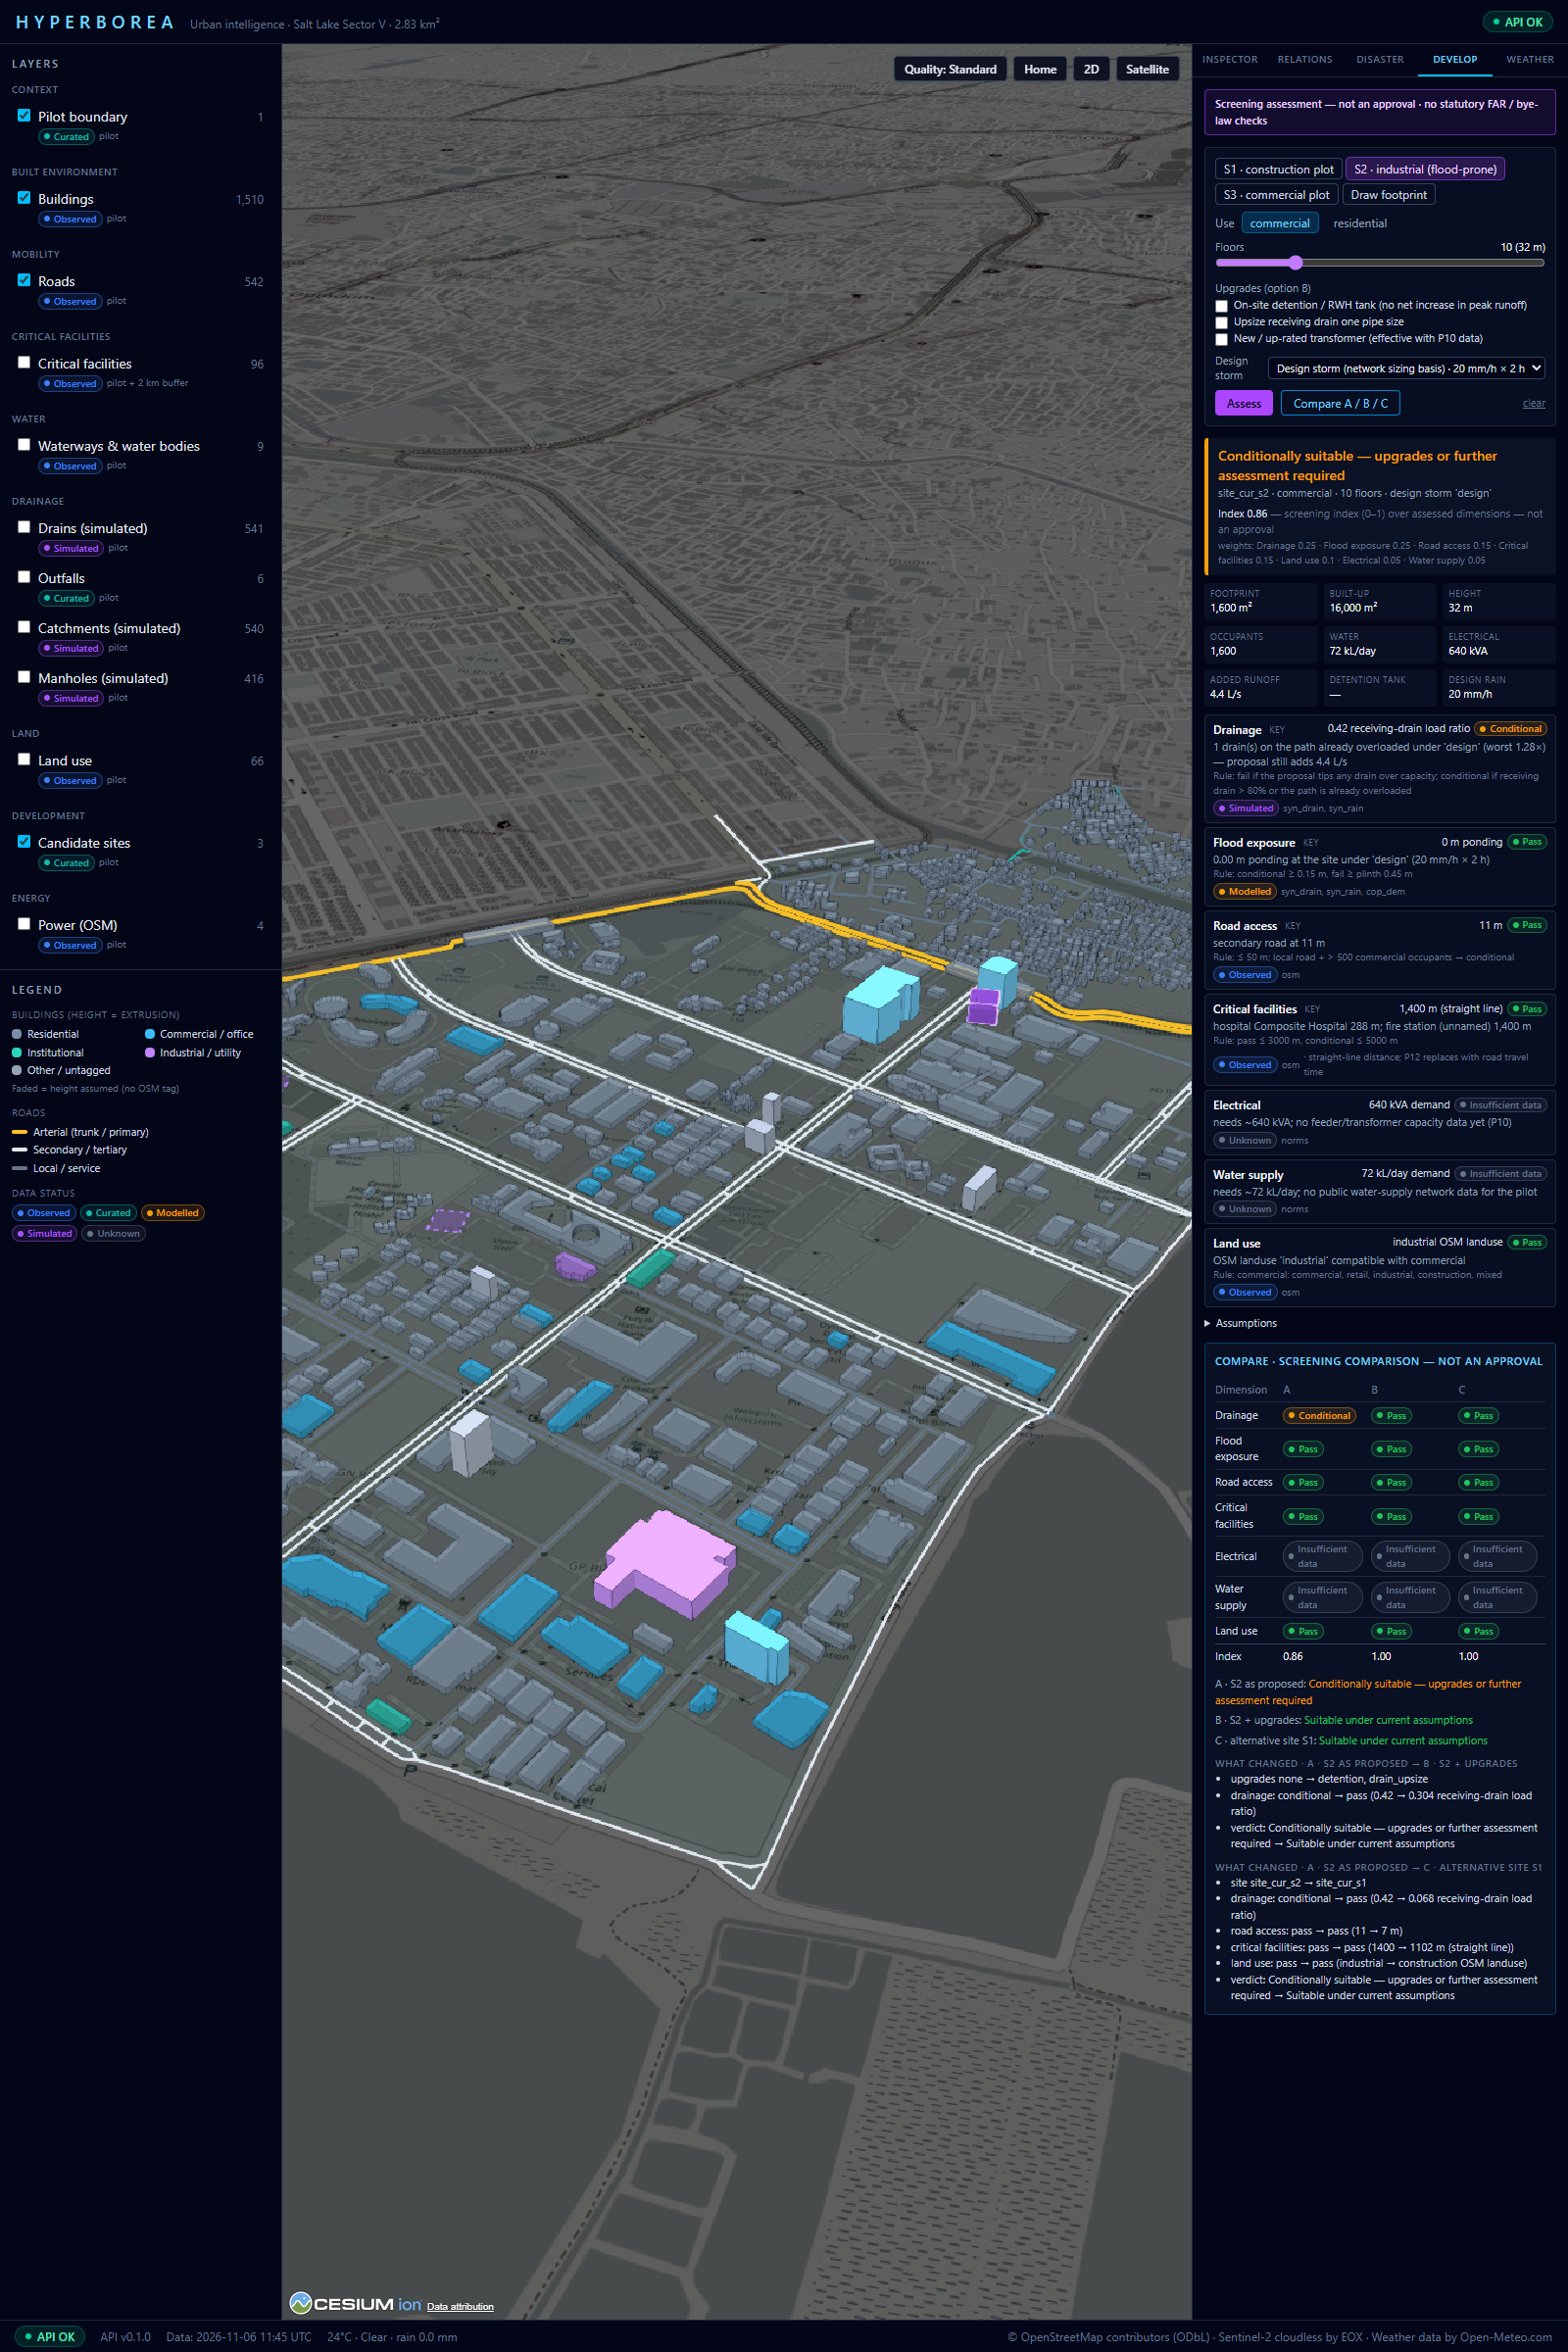 HYPERBOREA Urban intelligence · Salt Lake Sector V · 2.83 km²
API OK
LAYERS
CONTEXT
Pilot boundary 1
Curated pilot
BUILT ENVIRONMENT
Buildings 1,510
Observed pilot
MOBILITY
Roads 542
Observed pilot
CRITICAL FACILITIES
Critical facilities 96
Observed pilot + 2 km buffer
WATER
Waterways & water bodies 9
Observed pilot
DRAINAGE
Drains (simulated) 541
Simulated pilot
Outfalls 6
Curated pilot
Catchments (simulated) 540
Simulated pilot
Manholes (simulated) 416
Simulated pilot
LAND
Land use 66
Observed pilot
DEVELOPMENT
Candidate sites 3
Curated pilot
ENERGY
Power (OSM) 4
Observed pilot
LEGEND
BUILDINGS (HEIGHT = EXTRUSION)
Residential Commercial / office
Institutional Industrial / utility
Other / untagged
Faded = height assumed (no OSM tag)
ROADS
Arterial (trunk / primary)
Secondary / tertiary
Local / service
DATA STATUS
Observed Curated Modelled
Simulated Unknown
Quality: Standard Home 2D Satellite
P
CESIUM ion Data attribution
INSPECTOR RELATIONS DISASTER DEVELOP WEATHER
Screening assessment — not an approval · no statutory FAR / bye-
law checks
S1 · construction plot S2 · industrial (flood-prone)
S3 · commercial plot Draw footprint
Use commercial residential
Floors 10 (32 m)
Upgrades (option B)
On-site detention / RWH tank (no net increase in peak runoff)
Upsize receiving drain one pipe size
New / up-rated transformer (effective with P10 data)
Design
storm
Design storm (network sizing basis) · 20 mm/h × 2 h
Assess Compare A / B / C clear
Conditionally suitable — upgrades or further
assessment required
site_cur_s2 · commercial · 10 floors · design storm 'design'
Index 0.86 — screening index (0–1) over assessed dimensions — not
an approval
weights: Drainage 0.25 · Flood exposure 0.25 · Road access 0.15 · Critical
facilities 0.15 · Land use 0.1 · Electrical 0.05 · Water supply 0.05
FOOTPRINT BUILT-UP HEIGHT
1,600 m² 16,000 m² 32 m
OCCUPANTS WATER ELECTRICAL
1,600 72 kL/day 640 kVA
ADDED RUNOFF DETENTION TANK DESIGN RAIN
4.4 L/s — 20 mm/h
Drainage KEY 0.42 receiving-drain load ratio Conditional
1 drain(s) on the path already overloaded under 'design' (worst 1.28×)
— proposal still adds 4.4 L/s
Rule: fail if the proposal tips any drain over capacity; conditional if receiving
drain > 80% or the path is already overloaded
Simulated syn_drain, syn_rain
Flood exposure KEY 0 m ponding Pass
0.00 m ponding at the site under 'design' (20 mm/h × 2 h)
Rule: conditional ≥ 0.15 m, fail ≥ plinth 0.45 m
Modelled syn_drain, syn_rain, cop_dem
Road access KEY 11 m Pass
secondary road at 11 m
Rule: ≤ 50 m; local road + > 500 commercial occupants → conditional
Observed osm
Critical facilities KEY 1,400 m (straight line) Pass
hospital Composite Hospital 288 m; fire station (unnamed) 1,400 m
Rule: pass ≤ 3000 m, conditional ≤ 5000 m
Observed osm · straight-line distance; P12 replaces with road travel
time
Electrical 640 kVA demand Insufficient data
needs ~640 kVA; no feeder/transformer capacity data yet (P10)
Unknown norms
Water supply 72 kL/day demand Insufficient data
needs ~72 kL/day; no public water-supply network data for the pilot
Unknown norms
Land use industrial OSM landuse Pass
OSM landuse 'industrial' compatible with commercial
Rule: commercial: commercial, retail, industrial, construction, mixed
Observed osm
Assumptions
COMPARE · SCREENING COMPARISON — NOT AN APPROVAL
Dimension A B C
Drainage Conditional Pass Pass
Flood
exposure Pass Pass Pass
Road access Pass Pass Pass
Critical
facilities Pass Pass Pass
Electrical Insufficient data Insufficient data Insufficient data
Water
supply Insufficient data Insufficient data Insufficient data
Land use Pass Pass Pass
Index 0.86 1.00 1.00
A · S2 as proposed: Conditionally suitable — upgrades or further
assessment required
B · S2 + upgrades: Suitable under current assumptions
C · alternative site S1: Suitable under current assumptions
WHAT CHANGED · A · S2 AS PROPOSED → B · S2 + UPGRADES
• upgrades none → detention, drain_upsize
• drainage: conditional → pass (0.42 → 0.304 receiving-drain load
ratio)
• verdict: Conditionally suitable — upgrades or further assessment
required → Suitable under current assumptions
WHAT CHANGED · A · S2 AS PROPOSED → C · ALTERNATIVE SITE S1
• site site_cur_s2 → site_cur_s1
• drainage: conditional → pass (0.42 → 0.068 receiving-drain load
ratio)
• road access: pass → pass (11 → 7 m)
• critical facilities: pass → pass (1400 → 1102 m (straight line))
• land use: pass → pass (industrial → construction OSM landuse)
• verdict: Conditionally suitable — upgrades or further assessment
required → Suitable under current assumptions
API OK API v0.1.0 Data: 2026-11-06 11:45 UTC 24°C · Clear · rain 0.0 mm
© OpenStreetMap contributors (ODbL) · Sentinel-2 cloudless by EOX · Weather data by Open-Meteo.com